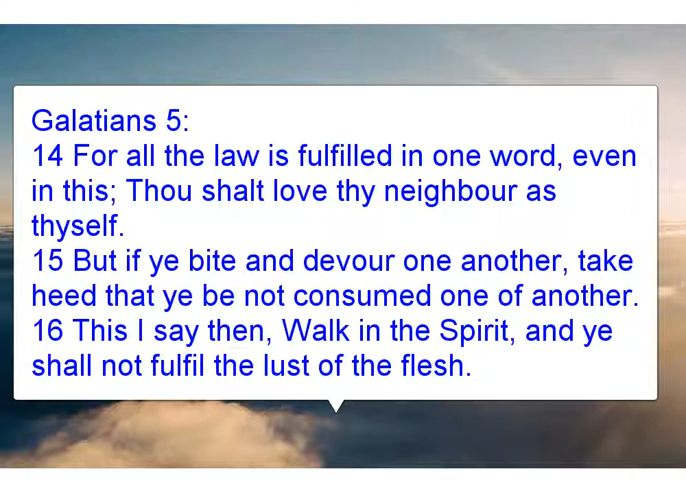 Galatians 5:
14 For all the law is fulfilled in one word, even
in this; Thou shalt love thy neighbour as
thyself.
15 But if ye bite and devour one another, take
heed that ye be not consumed one of another.
16 This I say then, Walk in the Spirit, and ye
shall not fulfil the lust of the flesh.